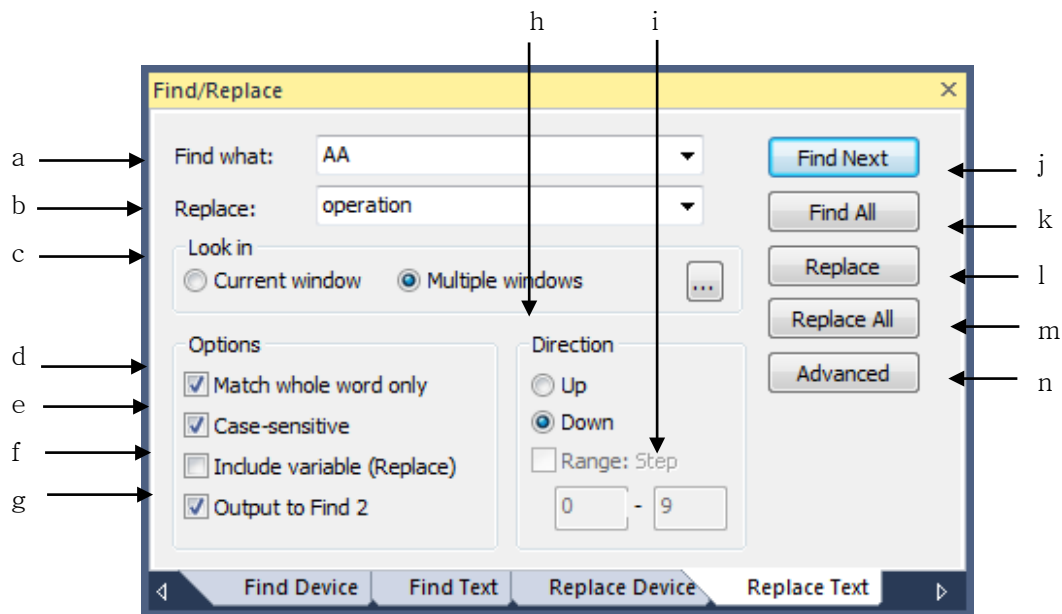 h i
Find/Replace
a Find what: AA Find Next j
b Replace: operation Find All k
c Look in
Current window Multiple windows ... Replace l
Replace All m
Options Direction
d Match whole word only Up Advanced n
e Case-sensitive Down
f Include variable (Replace) Range: Step
g Output to Find 2 0 - 9
Find Device Find Text Replace Device Replace Text